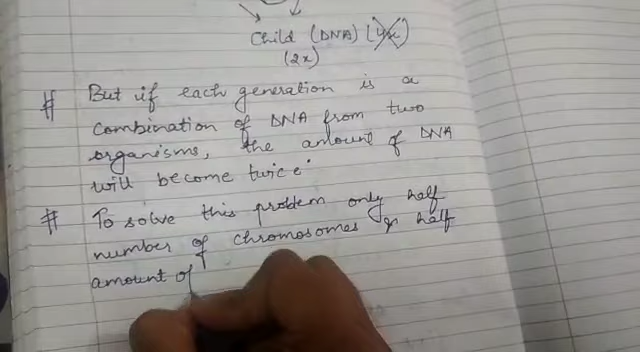 Child (DNA) (4x)
(2x)
# But if each generation is a
combination of DNA from two
organisms, the amount of DNA
will become twice.
# To solve this problem only half
number of chromosomes & half
amount of